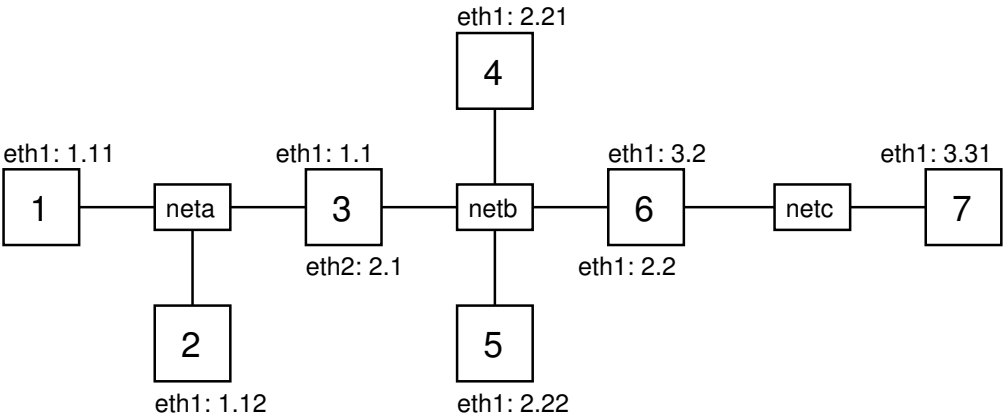 eth1: 2.21
4
eth1: 1.11
eth1: 1.1
eth1: 3.2
eth1: 3.31
1
neta
3
netb
6
netc
7
eth2: 2.1
eth1: 2.2
2
5
eth1: 1.12
eth1: 2.22